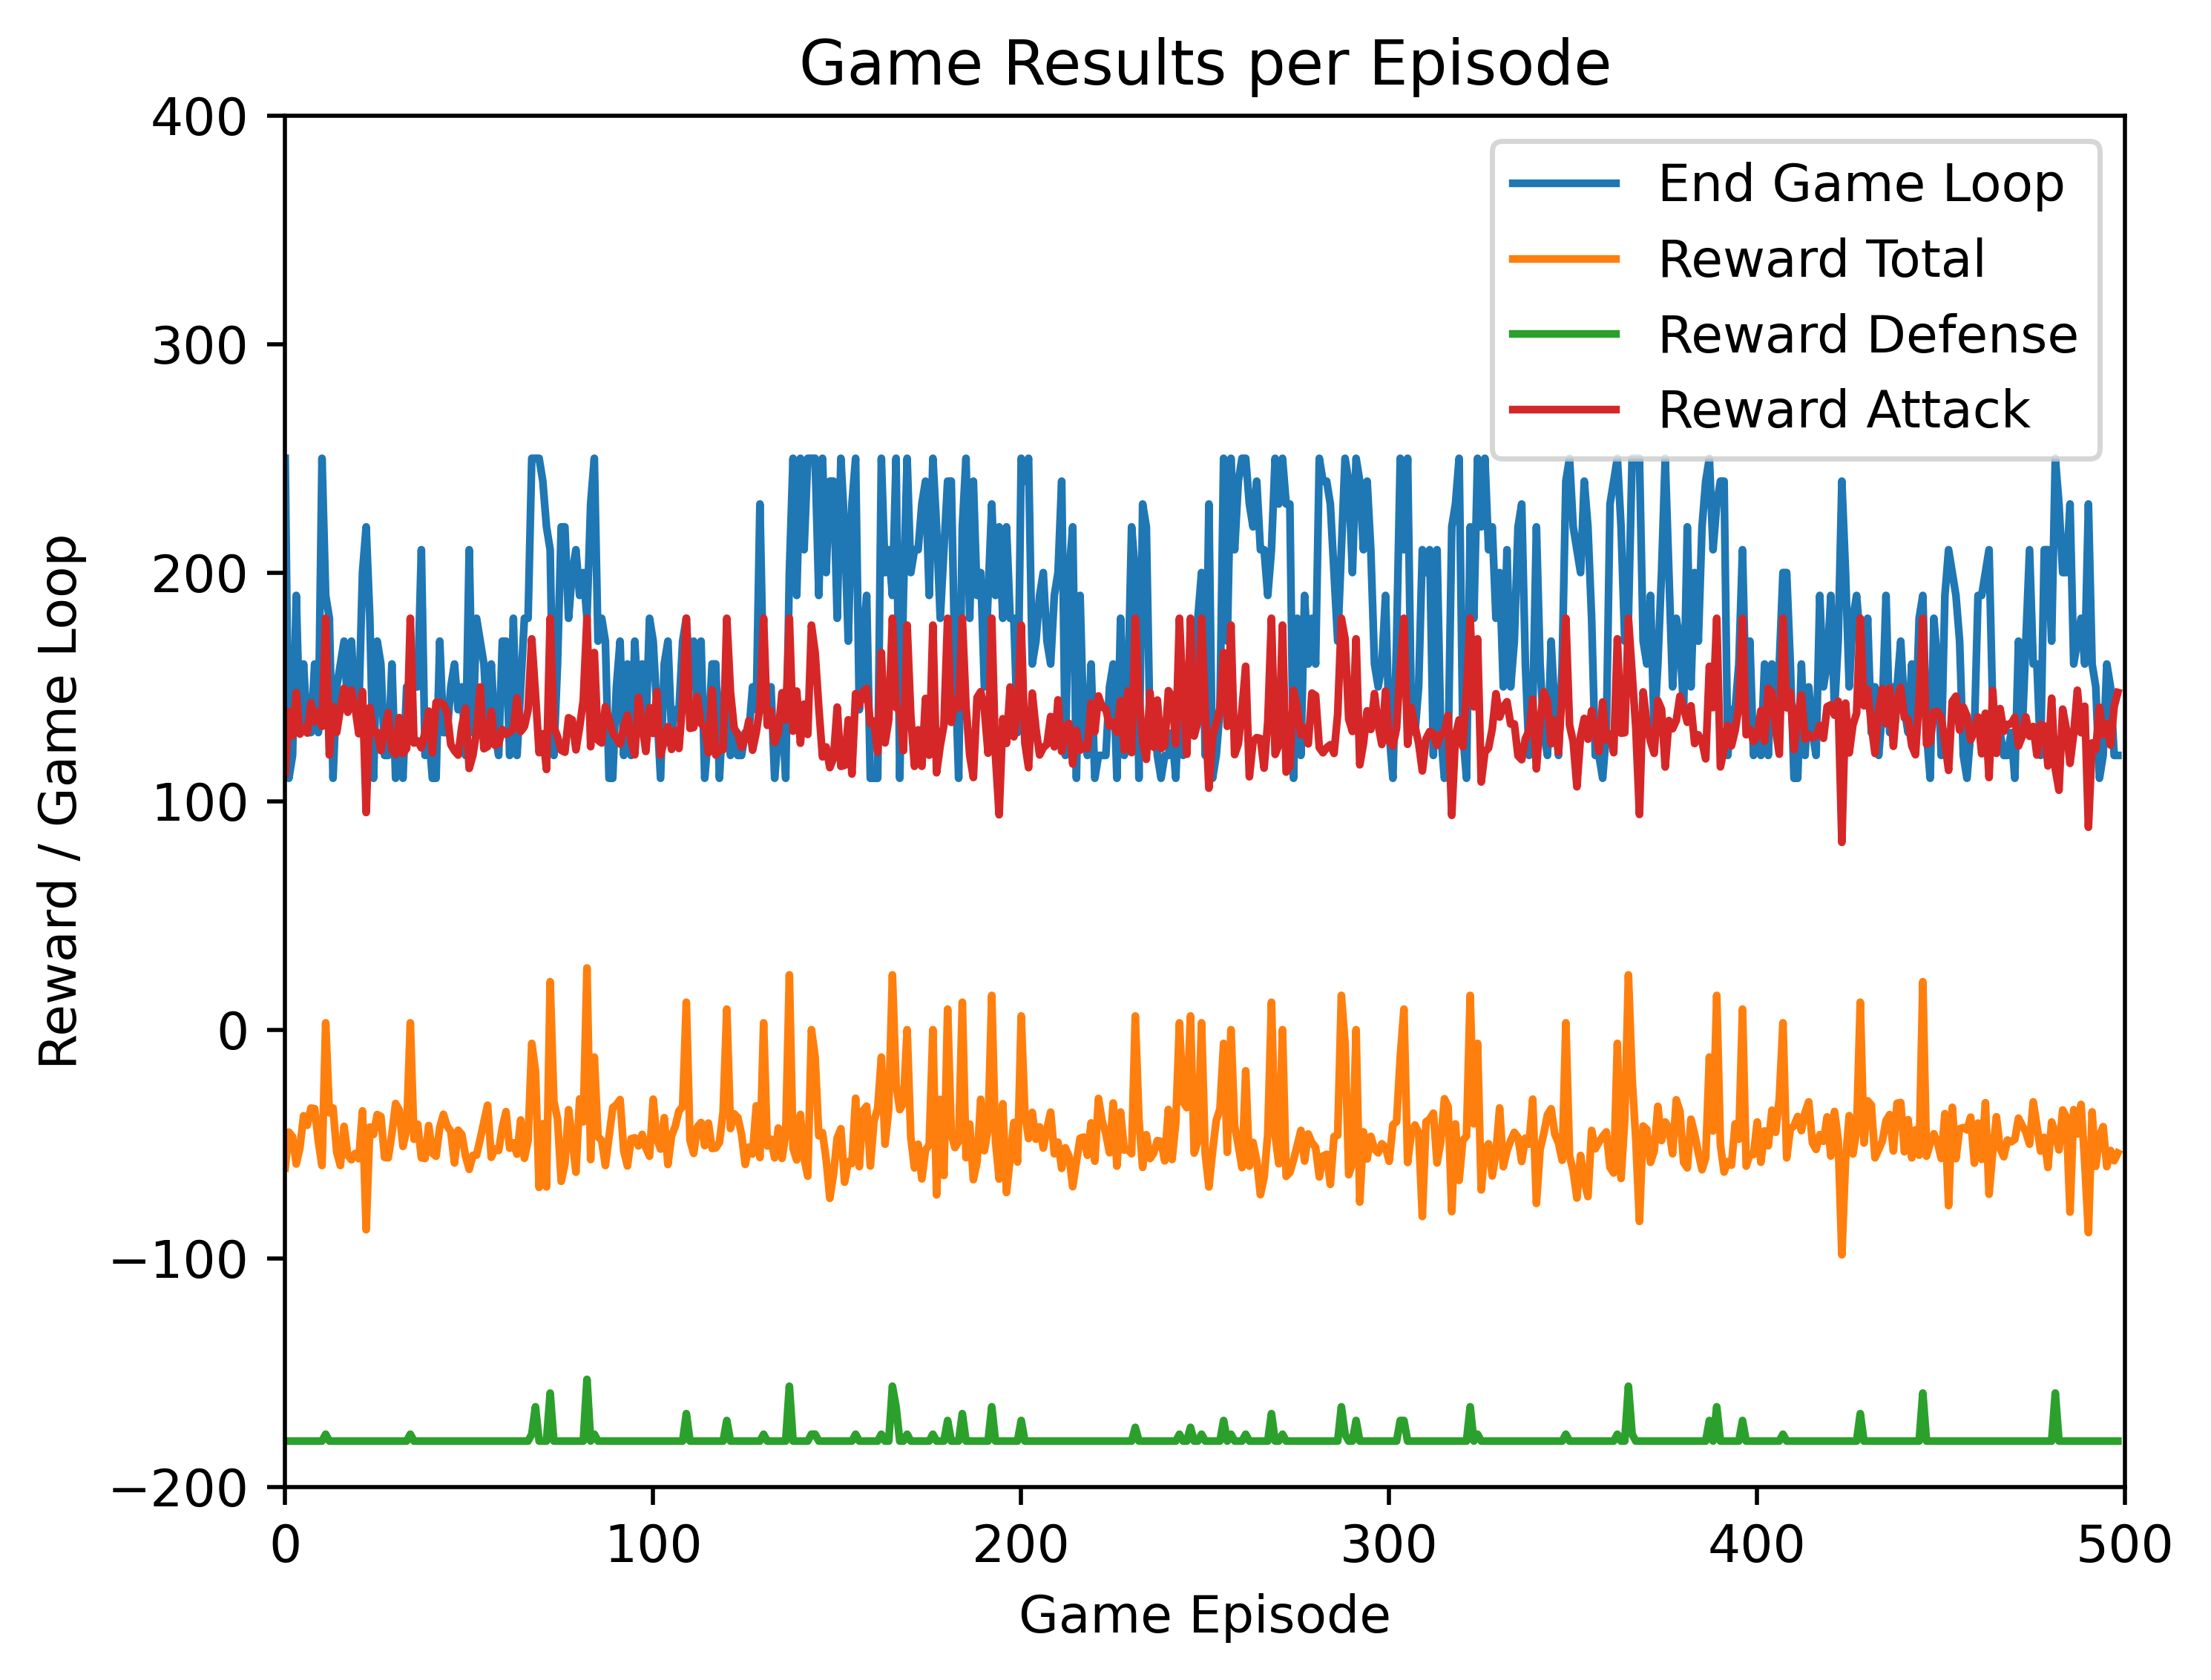 Game Results per Episode
400
300
200
100
0
−100
−200
Reward / Game Loop
End Game Loop
Reward Total
Reward Defense
Reward Attack
0 100 200 300 400 500
Game Episode